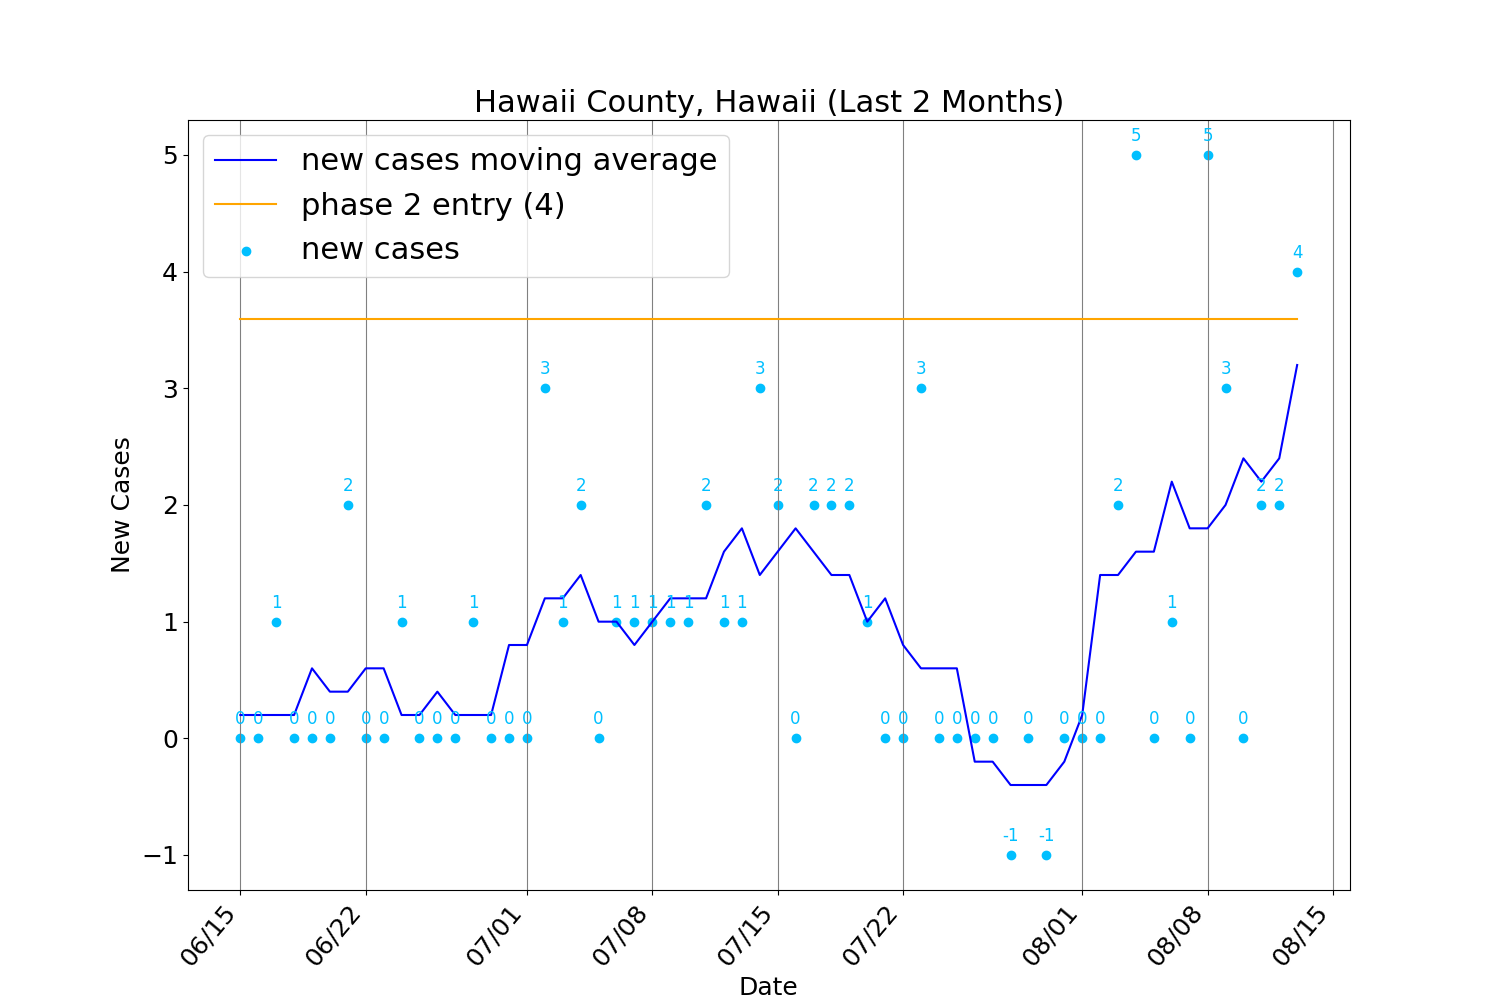 Hawaii County, Hawaii (Last 2 Months)
new cases moving average
phase 2 entry (4)
new cases
New Cases
5
4
3
2
1
0
−1
5 5
4
3 3 3 3
2 2 2 2 2 2 2 2 2 2
1 1 1 1 1 1 1 1 1 1 1 1 1 1
0 0 0 0 0 0 0 0 0 0 0 0 0 0 0 0 0 0 0 0 0 0 0 0 0 0 0 0
-1 -1
06/15 06/22 07/01 07/08 07/15 07/22 08/01 08/08 08/15
Date